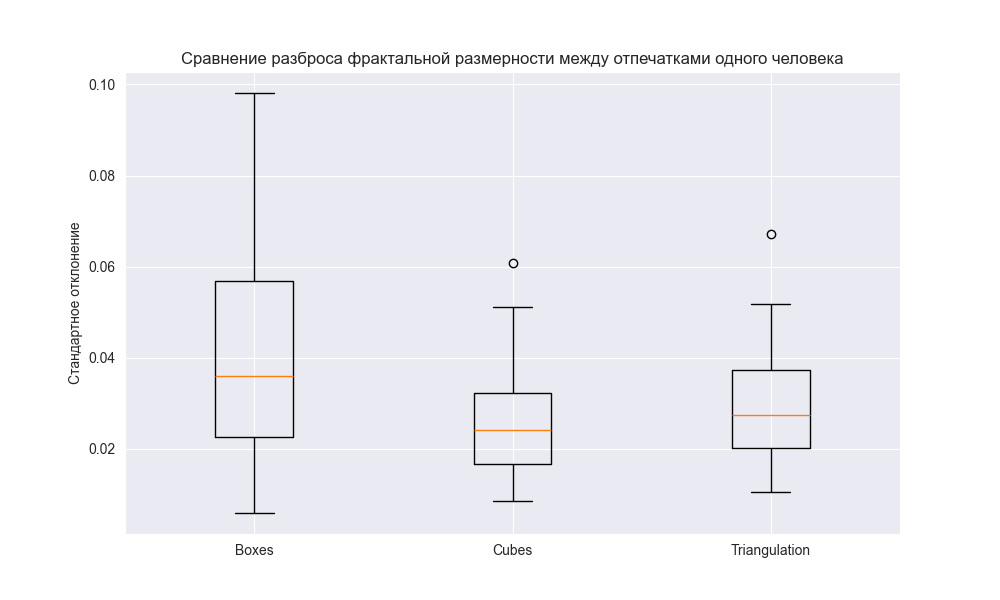 Сравнение разброса фрактальной размерности между отпечатками одного человека
Стандартное отклонение
0.10
0.08
0.06
0.04
0.02
Boxes
Cubes
Triangulation